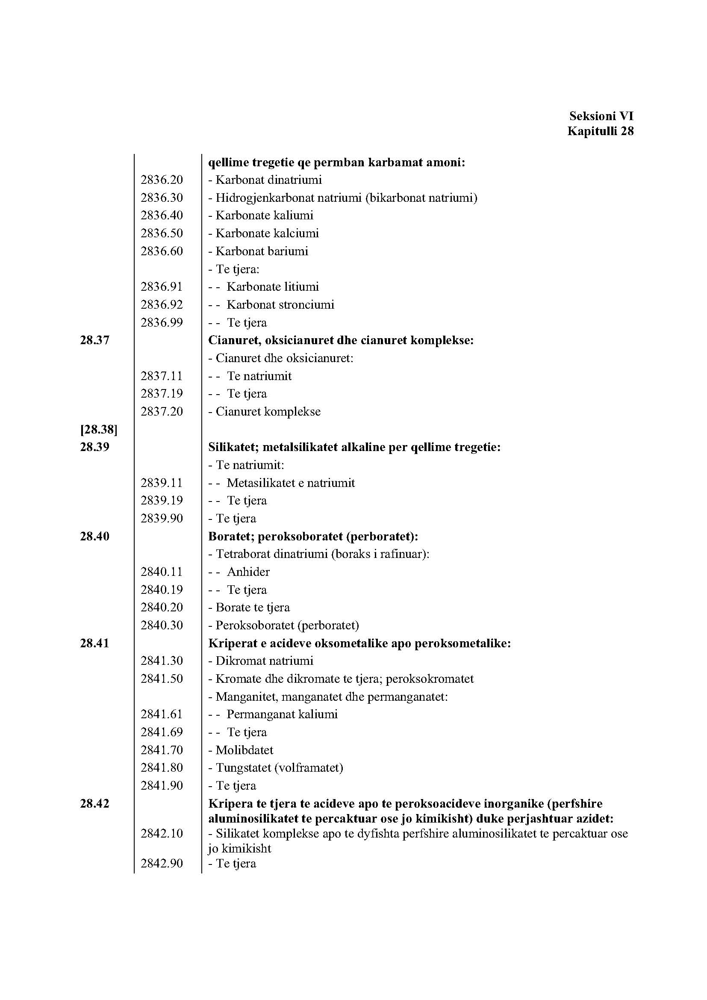 Seksioni VI
Kapitulli 28
qellime tregetie qe permban karbamat amoni:
2836.20 - Karbonat dinatriumi
2836.30 - Hidrogjenkarbonat natriumi (bikarbonat natriumi)
2836.40 - Karbonate kaliumi
2836.50 - Karbonate kalciumi
2836.60 - Karbonat bariumi
- Te tjera:
2836.91 - - Karbonate litiumi
2836.92 - - Karbonat stronciumi
2836.99 - - Te tjera
28.37 Cianuret, oksicianuret dhe cianuret komplekse:
- Cianuret dhe oksicianuret:
2837.11 - - Te natriumit
2837.19 - - Te tjera
2837.20 - Cianuret komplekse
[28.38]
28.39 Silikatet; metalsilikatet alkaline per qellime tregetie:
- Te natriumit:
2839.11 - - Metasilikatet e natriumit
2839.19 - - Te tjera
2839.90 - Te tjera
28.40 Boratet; peroksoboratet (perboratet):
- Tetraborat dinatriumi (boraks i rafinuar):
2840.11 - - Anhider
2840.19 - - Te tjera
2840.20 - Borate te tjera
2840.30 - Peroksoboratet (perboratet)
28.41 Kriperat e acideve oksometalike apo peroksometalike:
2841.30 - Dikromat natriumi
2841.50 - Kromate dhe dikromate te tjera; peroksokromatet
- Manganitet, manganatet dhe permanganatet:
2841.61 - - Permanganat kaliumi
2841.69 - - Te tjera
2841.70 - Molibdatet
2841.80 - Tungstatet (volframatet)
2841.90 - Te tjera
28.42 Kripera te tjera te acideve apo te peroksoacideve inorganike (perfshire
aluminosilikatet te percaktuar ose jo kimikisht) duke perjashtuar azidet:
2842.10 - Silikatet komplekse apo te dyfishta perfshire aluminosilikatet te percaktuar ose
jo kimikisht
2842.90 - Te tjera